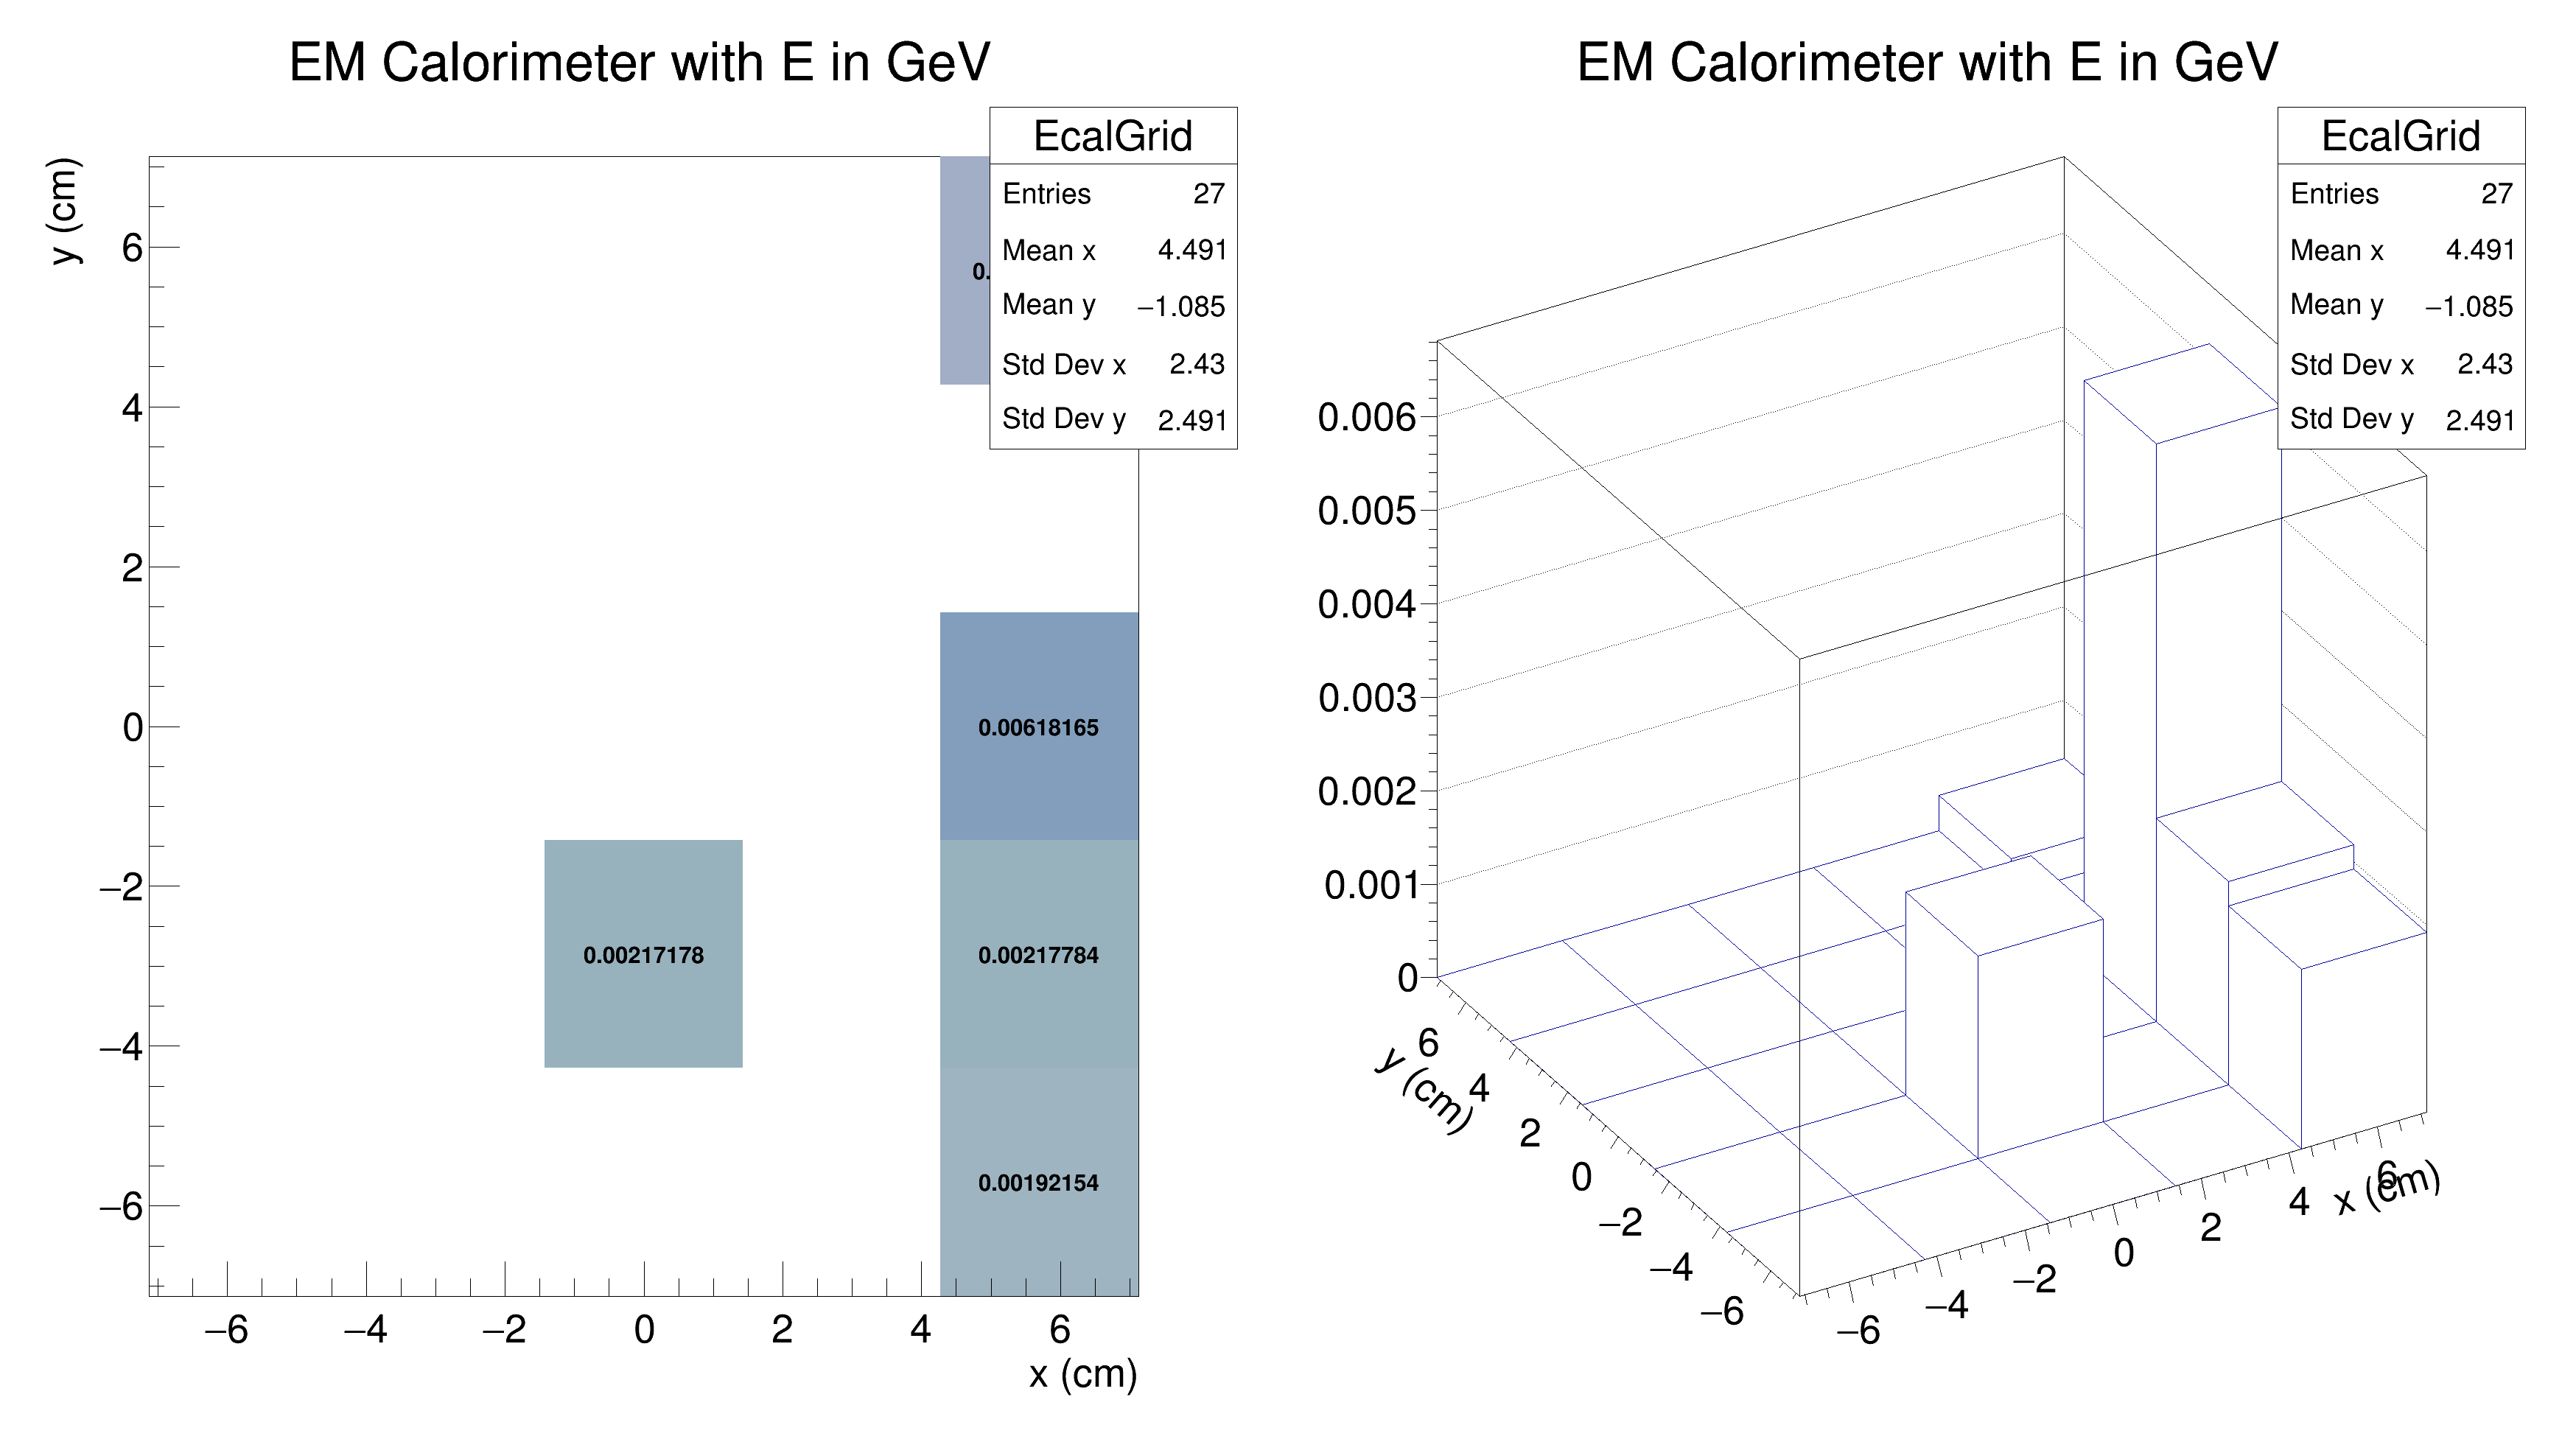 EM Calorimeter with E in GeV
EcalGrid
Entries 27
Mean x 4.491
Mean y −1.085
Std Dev x 2.43
Std Dev y 2.491
y (cm)
6
4
2
0
−2
−4
−6
0.
0.00618165
0.00217178
0.00217784
0.00192154
−6 −4 −2 0 2 4 6
x (cm)
EM Calorimeter with E in GeV
EcalGrid
Entries 27
Mean x 4.491
Mean y −1.085
Std Dev x 2.43
Std Dev y 2.491
0.006
0.005
0.004
0.003
0.002
0.001
0
y (cm)
6
4
2
0
−2
−4
−6
−6 −4 −2 0 2 4 6
x (cm)